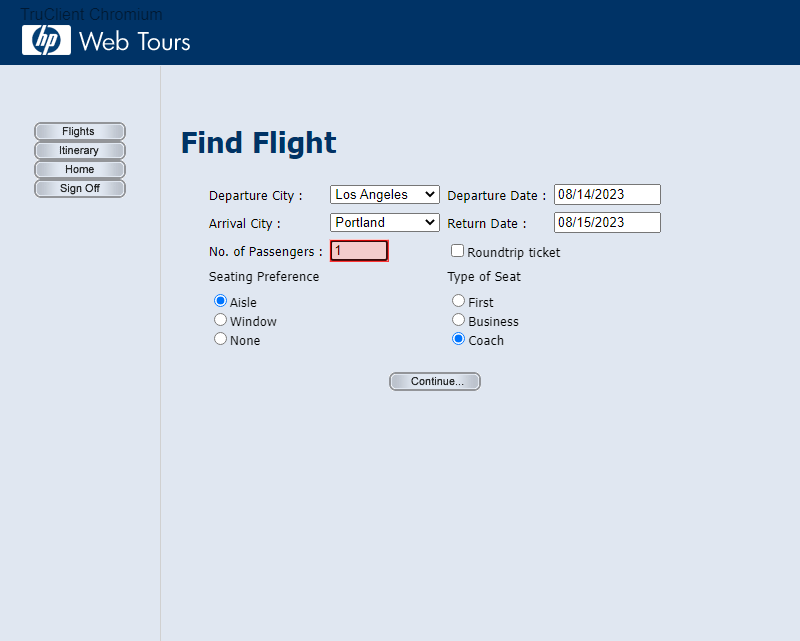 TruClient Chromium
hp Web Tours
Flights
Itinerary
Home
Sign Off
Find Flight
Departure City : Los Angeles Departure Date : 08/14/2023
Arrival City : Portland Return Date : 08/15/2023
No. of Passengers : 1 Roundtrip ticket
Seating Preference Type of Seat
Aisle First
Window Business
None Coach
Continue...